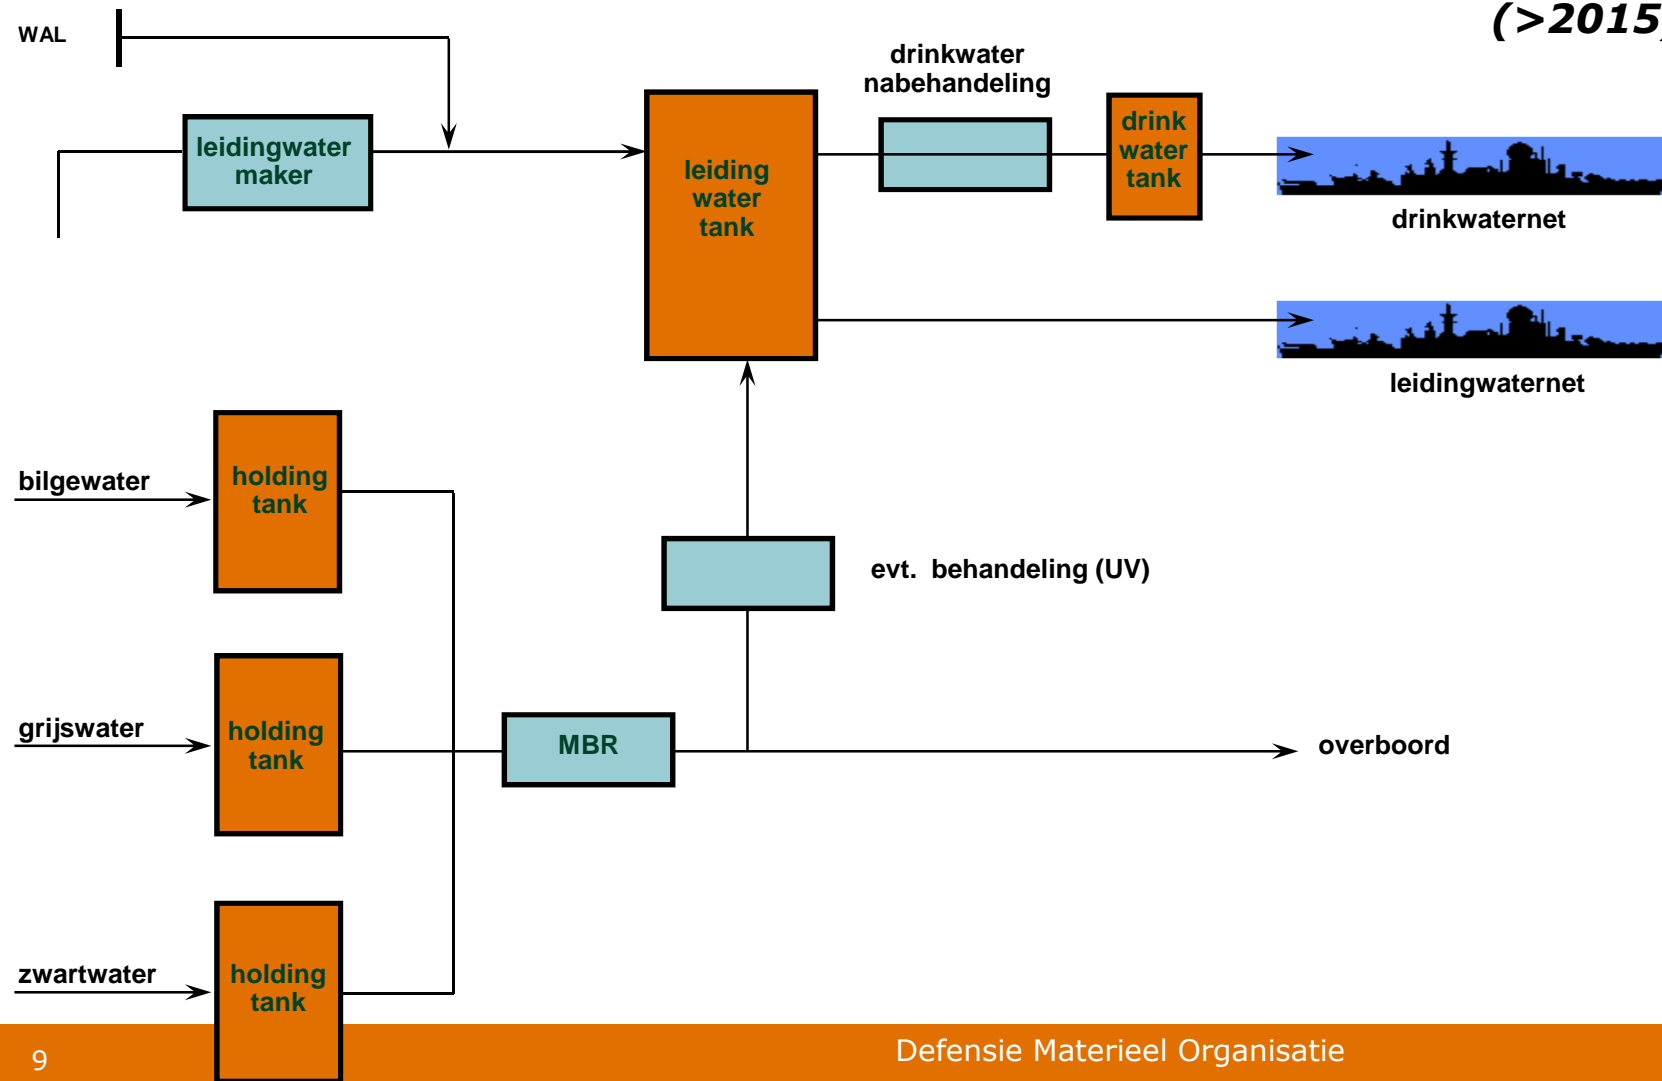 (>2015)
WAL
drinkwater
nabehandeling
leidingwater
maker
leiding
water
tank
drink
water
tank
drinkwaternet
leidingwaternet
bilgewater
holding
tank
evt. behandeling (UV)
grijswater
holding
tank
MBR
overboord
zwartwater
holding
tank
9
Defensie Materieel Organisatie